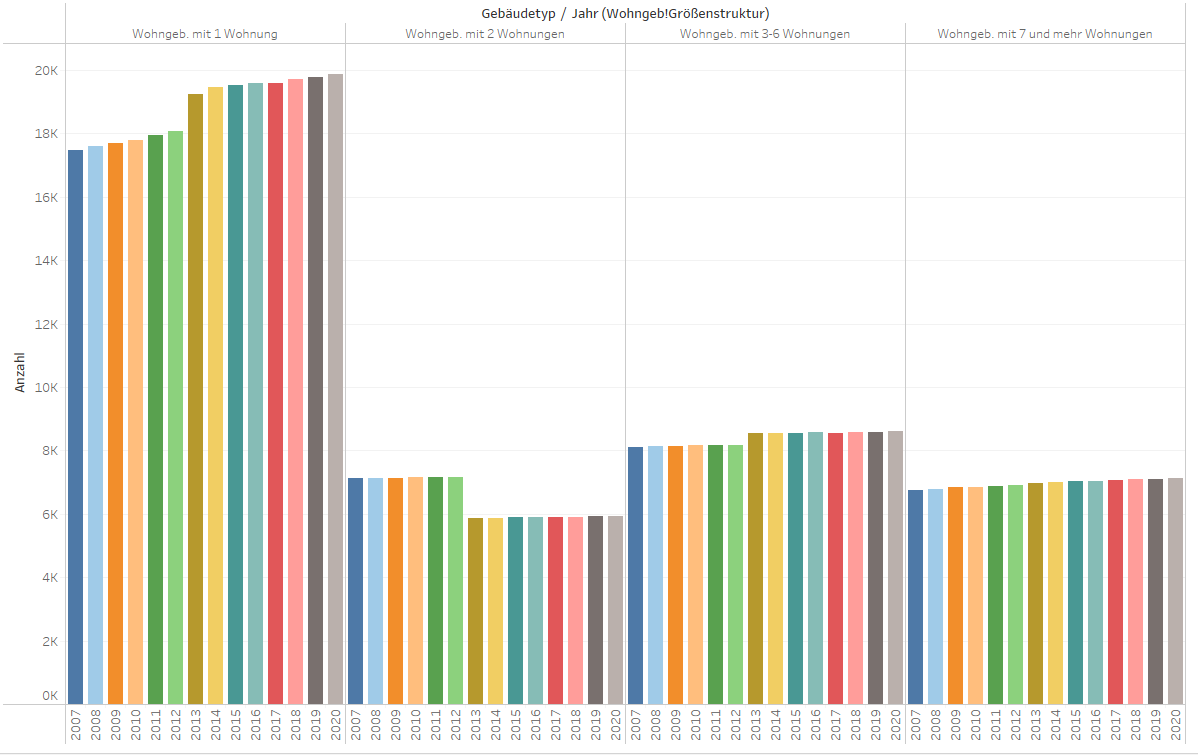 Gebäudetyp / Jahr (Wohngeb!Größenstruktur)
Wohngeb. mit 1 Wohnung Wohngeb. mit 2 Wohnungen Wohngeb. mit 3-6 Wohnungen Wohngeb. mit 7 und mehr Wohnungen
20K
18K
16K
14K
12K
10K
8K
6K
4K
2K
0K
Anzahl
2007 2008 2009 2010 2011 2012 2013 2014 2015 2016 2017 2018 2019 2020 2007 2008 2009 2010 2011 2012 2013 2014 2015 2016 2017 2018 2019 2020 2007 2008 2009 2010 2011 2012 2013 2014 2015 2016 2017 2018 2019 2020 2007 2008 2009 2010 2011 2012 2013 2014 2015 2016 2017 2018 2019 2020